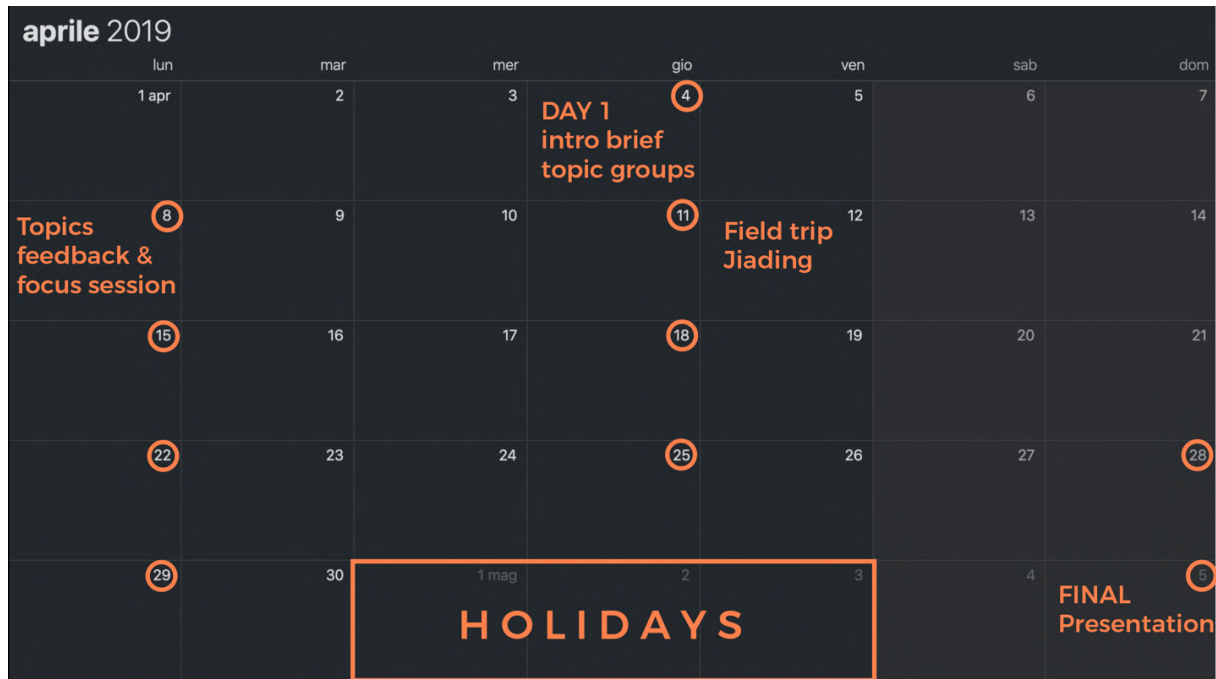 aprile 2019
lun mar mer gio ven sab dom
1 apr 2 3 4 5 6 7
DAY 1
intro brief
topic groups
8 9 10 11 12 13 14
Topics
feedback &
focus session
Field trip
Jiading
15 16 17 18 19 20 21
22 23 24 25 26 27 28
29 30 1 mag 2 3 4 5
HOLIDAYS
FINAL
Presentation